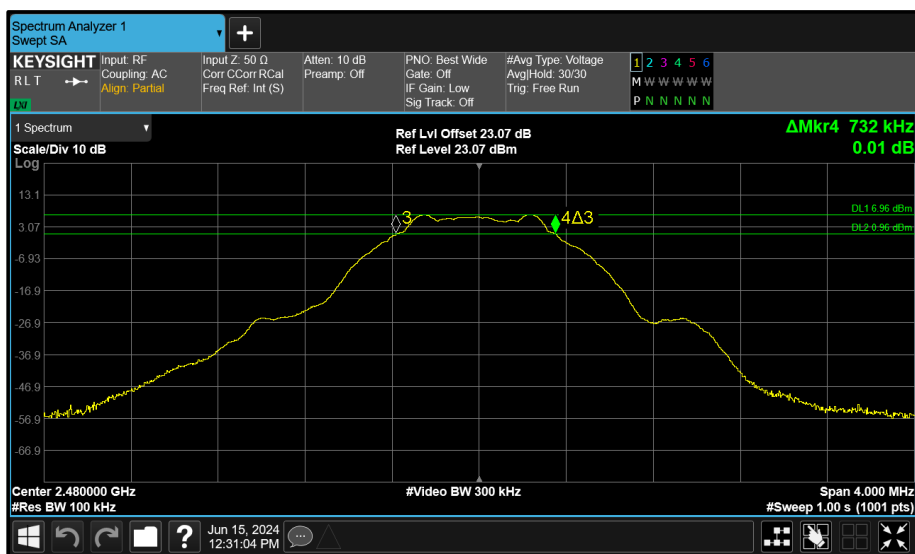 Spectrum Analyzer 1
Swept SA
KEYSIGHT
R L T
LXI
Input: RF
Coupling: AC
Align: Partial
Input Z: 50 Ω
Corr CCorr RCal
Freq Ref: Int (S)
Atten: 10 dB
Preamp: Off
PNO: Best Wide
Gate: Off
IF Gain: Low
Sig Track: Off
#Avg Type: Voltage
Avg|Hold: 30/30
Trig: Free Run
1 2 3 4 5 6
M W W W W W
P N N N N N
1 Spectrum
Scale/Div 10 dB
Ref Lvl Offset 23.07 dB
Ref Level 23.07 dBm
ΔMkr4 732 kHz
0.01 dB
Log
13.1
3.07
-6.93
-16.9
-26.9
-36.9
-46.9
-56.9
-66.9
3
4Δ3
DL1 6.96 dBm
DL2 0.96 dBm
Center 2.480000 GHz
#Res BW 100 kHz
#Video BW 300 kHz
Span 4.000 MHz
#Sweep 1.00 s (1001 pts)
?
Jun 15, 2024
12:31:04 PM